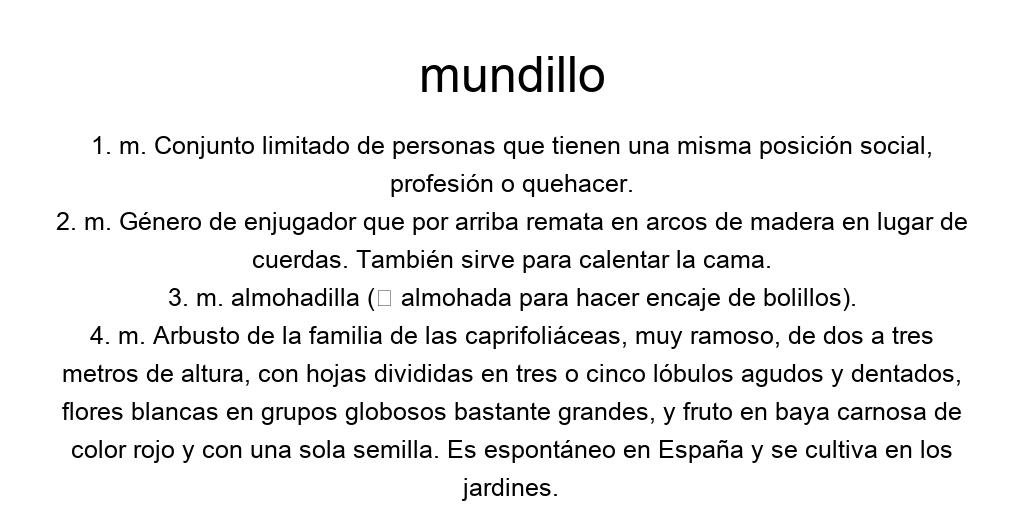 mundillo
1. m. Conjunto limitado de personas que tienen una misma posición social,
profesión o quehacer.
2. m. Género de enjugador que por arriba remata en arcos de madera en lugar de
cuerdas. También sirve para calentar la cama.
3. m. almohadilla (□ almohada para hacer encaje de bolillos).
4. m. Arbusto de la familia de las caprifoliáceas, muy ramoso, de dos a tres
metros de altura, con hojas divididas en tres o cinco lóbulos agudos y dentados,
flores blancas en grupos globosos bastante grandes, y fruto en baya carnosa de
color rojo y con una sola semilla. Es espontáneo en España y se cultiva en los
jardines.